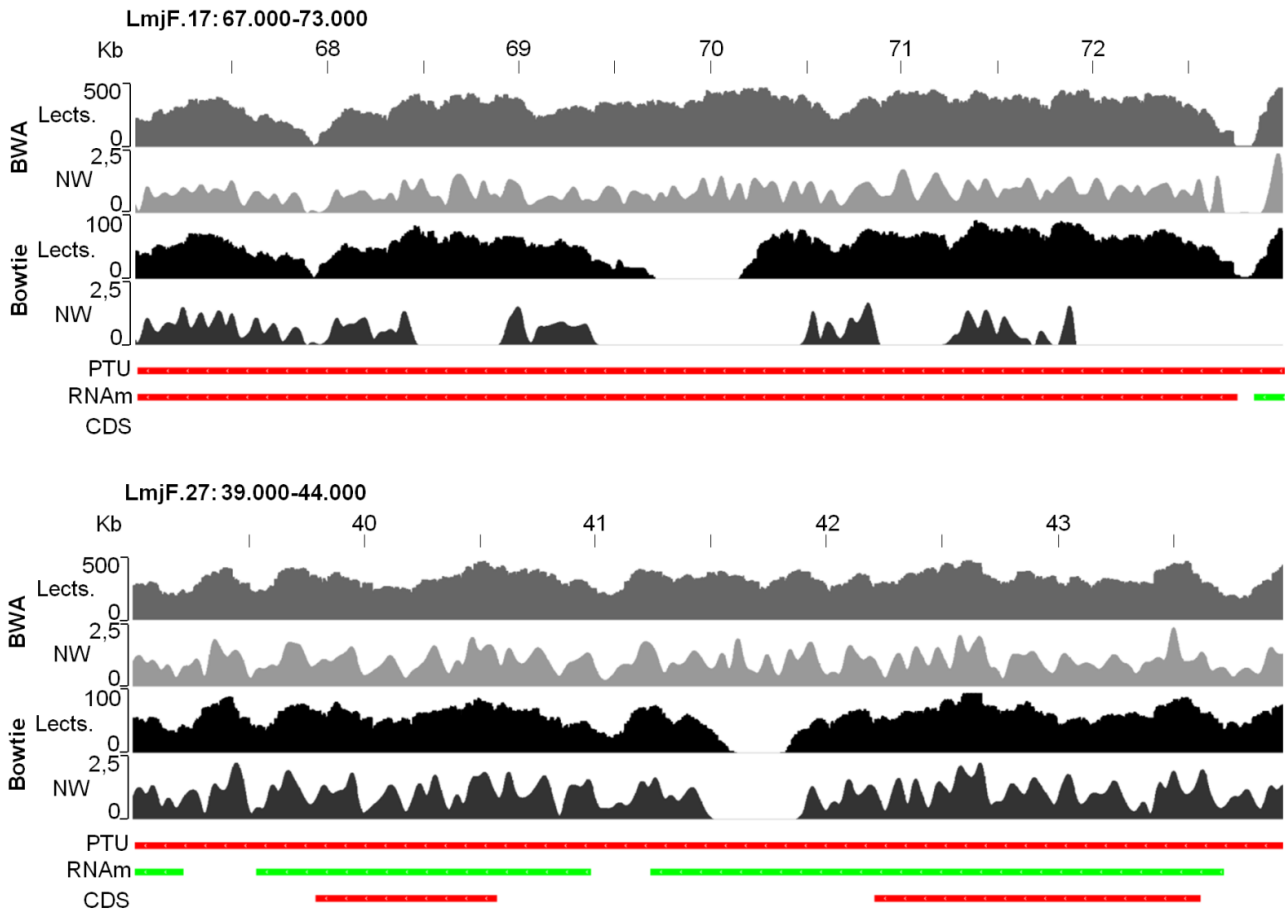 LmjF.17: 67.000-73.000
Kb 68 69 70 71 72
BWA
500
Lects.
0
2,5
NW
0
Bowtie
100
Lects.
0
2,5
NW
0
PTU
RNAm
CDS
LmjF.27: 39.000-44.000
Kb 40 41 42 43
BWA
500
Lects.
0
2,5
NW
0
Bowtie
100
Lects.
0
2,5
NW
0
PTU
RNAm
CDS